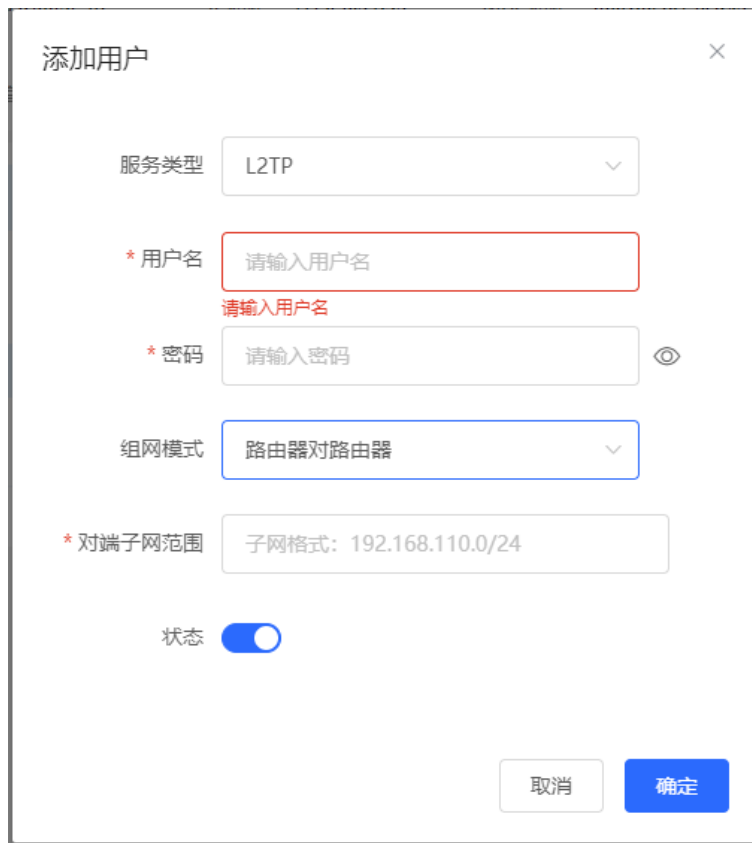 添加用户
服务类型 L2TP
* 用户名 请输入用户名
请输入用户名
* 密码 请输入密码
组网模式 路由器对路由器
* 对端子网范围 子网格式：192.168.110.0/24
状态
取消 确定